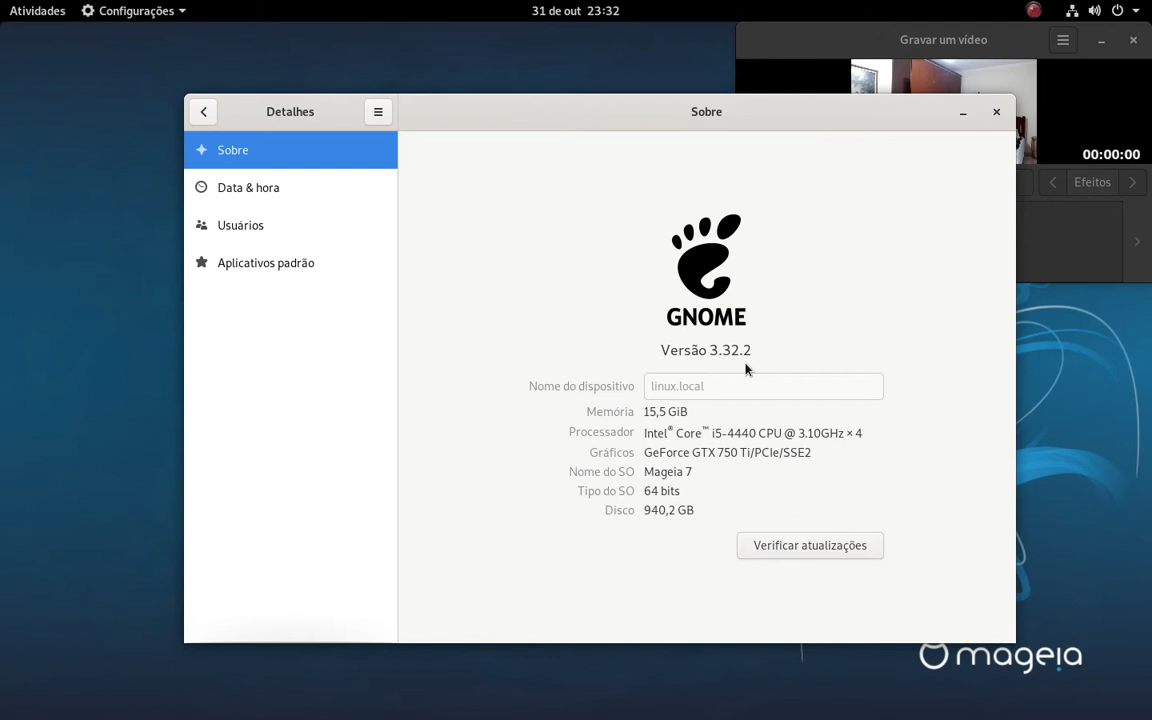 Atividades Configurações 31 de out 23:32
Gravar um vídeo
Detalhes Sobre
Sobre
00:00:00
Data & hora
Efeitos
Usuários
Aplicativos padrão
GNOME
Versão 3.32.2
Nome do dispositivo linux.local
Memória 15,5 GiB
Processador Intel® Core™ i5-4440 CPU @ 3.10GHz × 4
Gráficos GeForce GTX 750 Ti/PCIe/SSE2
Nome do SO Mageia 7
Tipo do SO 64 bits
Disco 940,2 GB
Verificar atualizações
mageia